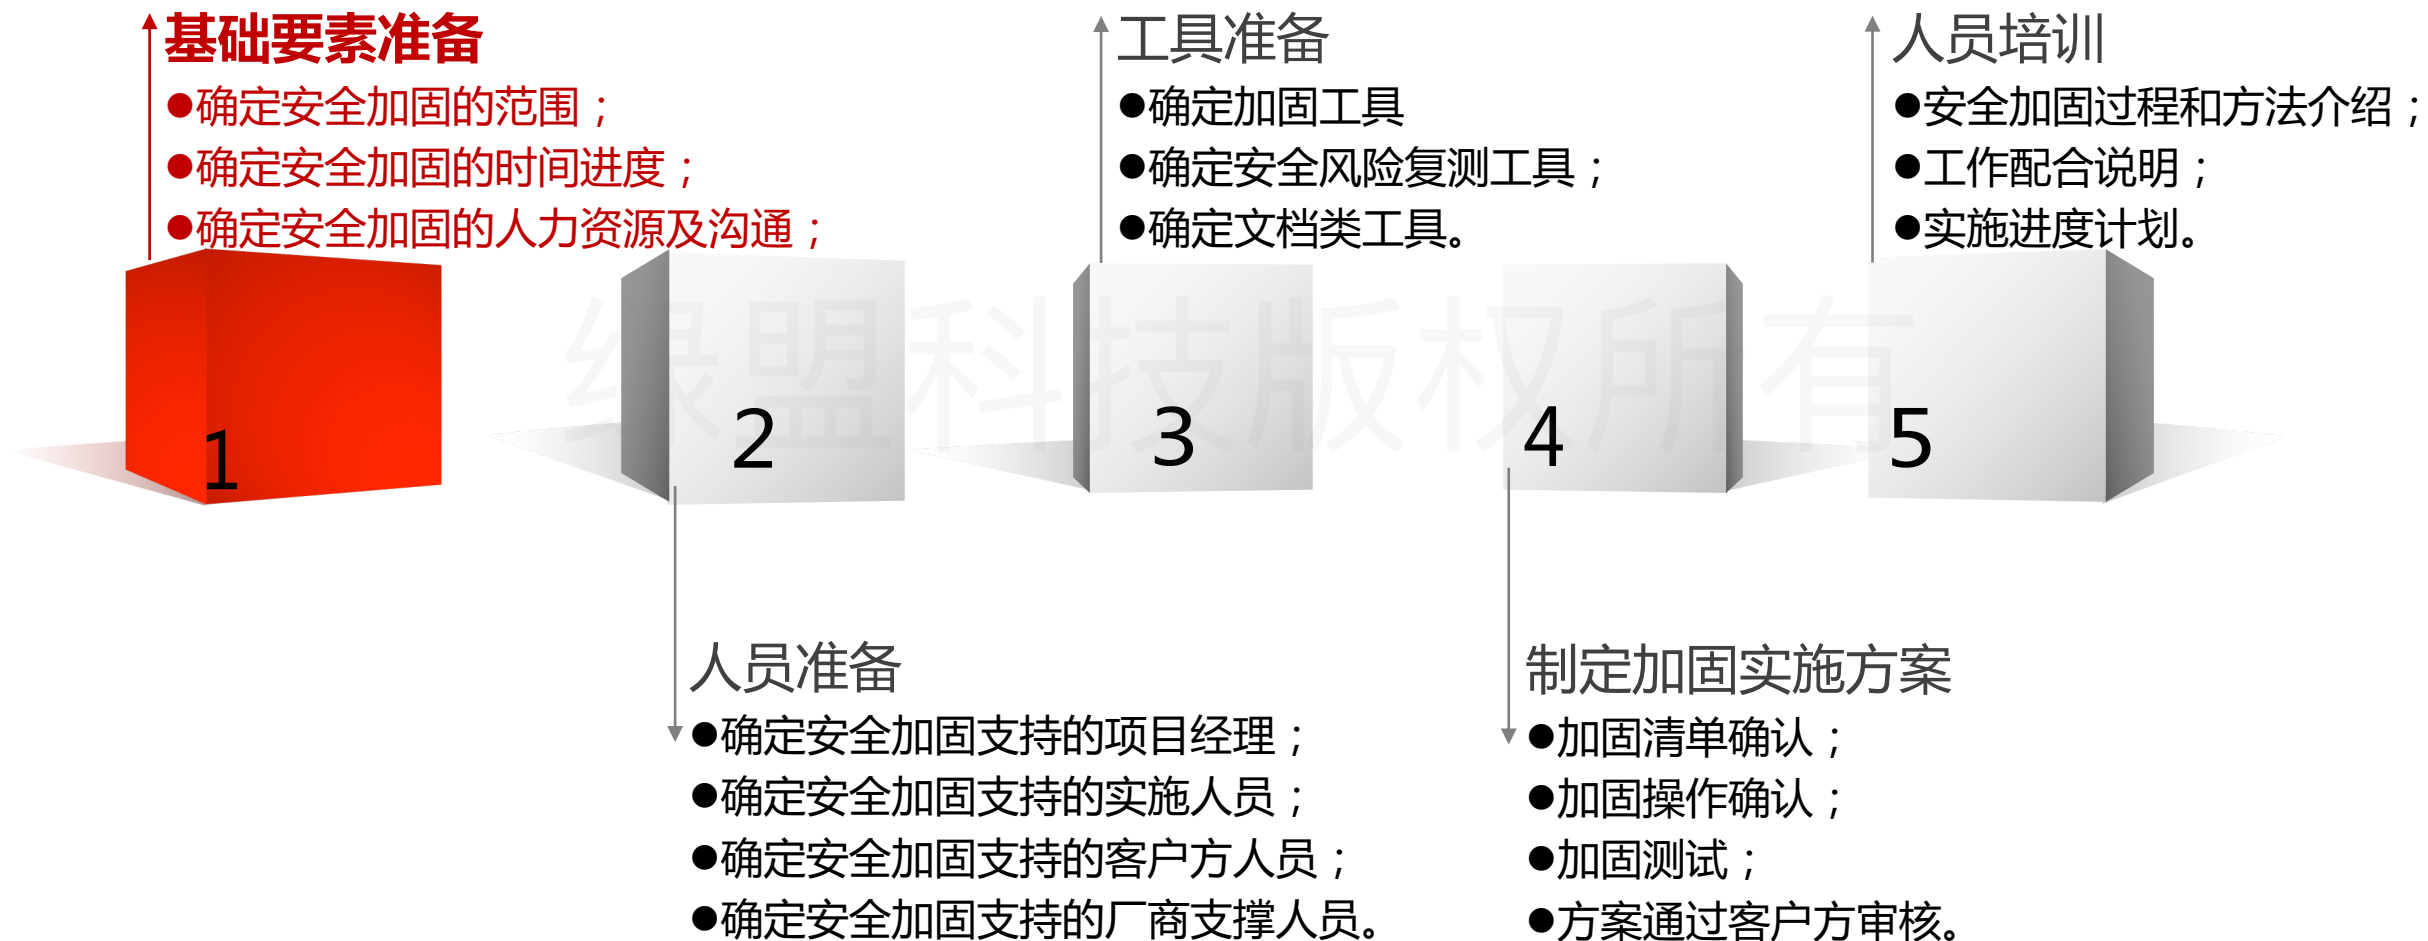 基础要素准备
●确定安全加固的范围；
●确定安全加固的时间进度；
●确定安全加固的人力资源及沟通；
工具准备
●确定加固工具
●确定安全风险复测工具；
●确定文档类工具。
人员培训
●安全加固过程和方法介绍；
●工作配合说明；
●实施进度计划。
绿盟科技版权所有
1
2
3
4
5
人员准备
●确定安全加固支持的项目经理；
●确定安全加固支持的实施人员；
●确定安全加固支持的客户方人员；
●确定安全加固支持的厂商支撑人员。
制定加固实施方案
●加固清单确认；
●加固操作确认；
●加固测试；
●方案通过客户方审核。